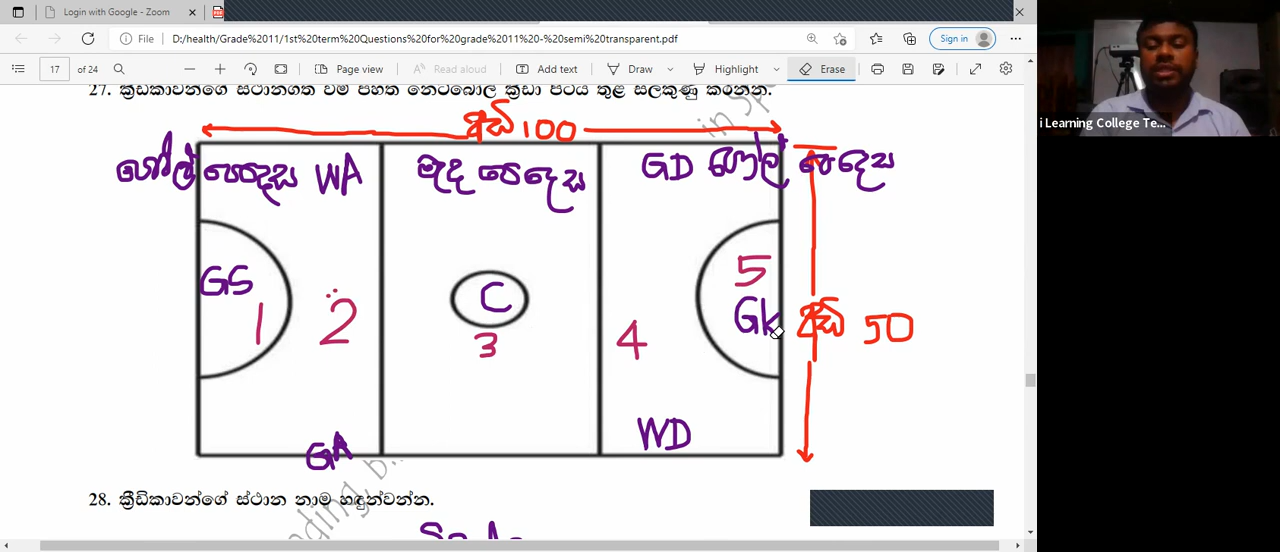 Login with Google - Zoom
File D:/health/Grade%2011/1st%20term%20Questions%20for%20grade%2011%20-%20semi%20transparent.pdf
Sign in
17 of 24
Page view
Read aloud
Add text
Draw
Highlight
Erase
i Learning College Te...
27. ක්‍රීඩිකාවන්ගේ ස්ථානගත වීම පහත නෙට්බෝල් ක්‍රීඩා පිටිය තුළ සලකුණු කරන්න.
අඩි 100
ගෝල් පෙදෙස WA මැද පෙදෙස GD ගෝල් පෙදෙස
GS 1 2 C 3 4 5 GK අඩි 50
GA WD
28. ක්‍රීඩිකාවන්ගේ ස්ථාන නාම හඳුන්වන්න.